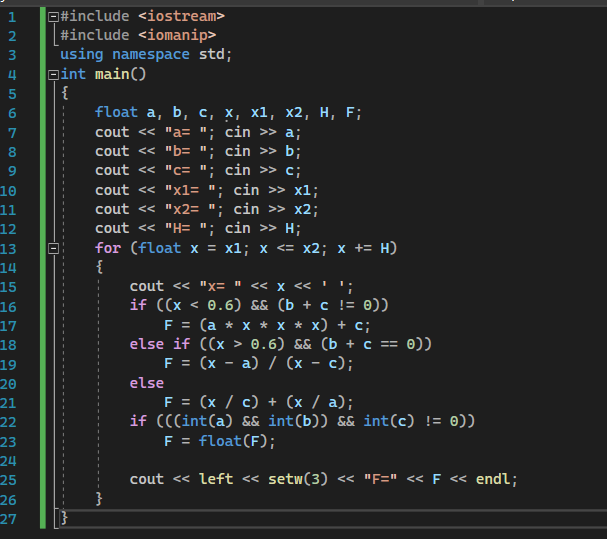 1 #include <iostream>
2 #include <iomanip>
3 using namespace std;
4 int main()
5 {
6 float a, b, c, x, x1, x2, H, F;
7 cout << "a= "; cin >> a;
8 cout << "b= "; cin >> b;
9 cout << "c= "; cin >> c;
10 cout << "x1= "; cin >> x1;
11 cout << "x2= "; cin >> x2;
12 cout << "H= "; cin >> H;
13 for (float x = x1; x <= x2; x += H)
14 {
15 cout << "x= " << x << ' ';
16 if ((x < 0.6) && (b + c != 0))
17 F = (a * x * x * x) + c;
18 else if ((x > 0.6) && (b + c == 0))
19 F = (x - a) / (x - c);
20 else
21 F = (x / c) + (x / a);
22 if (((int(a) && int(b)) && int(c) != 0))
23 F = float(F);
24
25 cout << left << setw(3) << "F=" << F << endl;
26 }
27 }